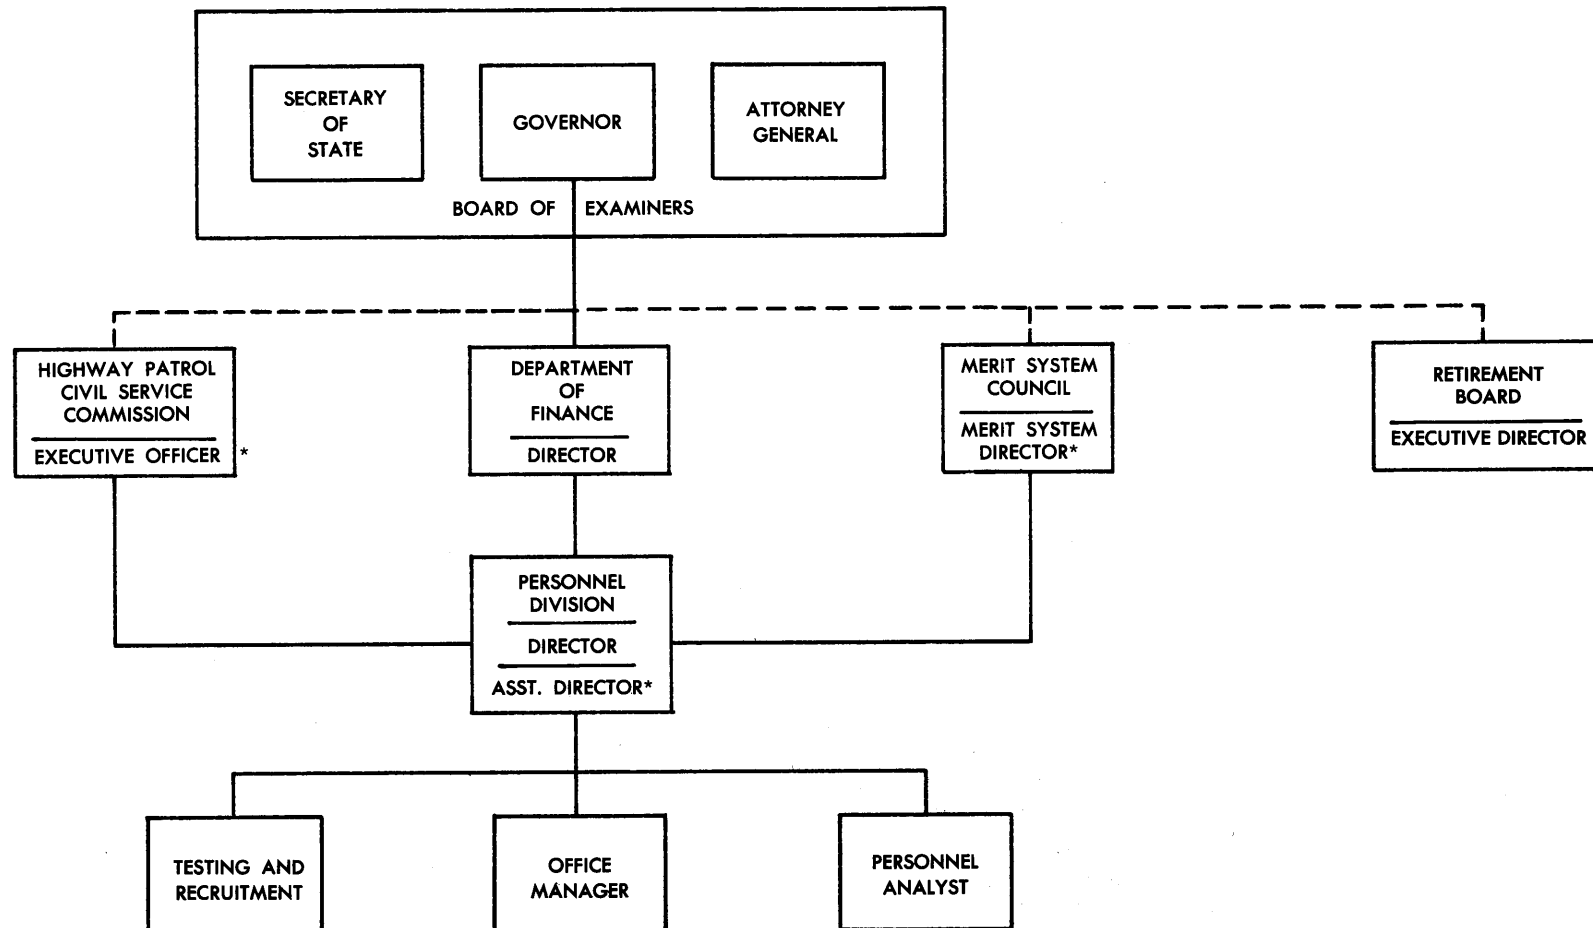 SECRETARY
OF
STATE
GOVERNOR
ATTORNEY
GENERAL
BOARD OF EXAMINERS
HIGHWAY PATROL
CIVIL SERVICE
COMMISSION
EXECUTIVE OFFICER *
DEPARTMENT
OF
FINANCE
DIRECTOR
MERIT SYSTEM
COUNCIL
MERIT SYSTEM
DIRECTOR*
RETIREMENT
BOARD
EXECUTIVE DIRECTOR
PERSONNEL
DIVISION
DIRECTOR
ASST. DIRECTOR*
TESTING AND
RECRUITMENT
OFFICE
MANAGER
PERSONNEL
ANALYST